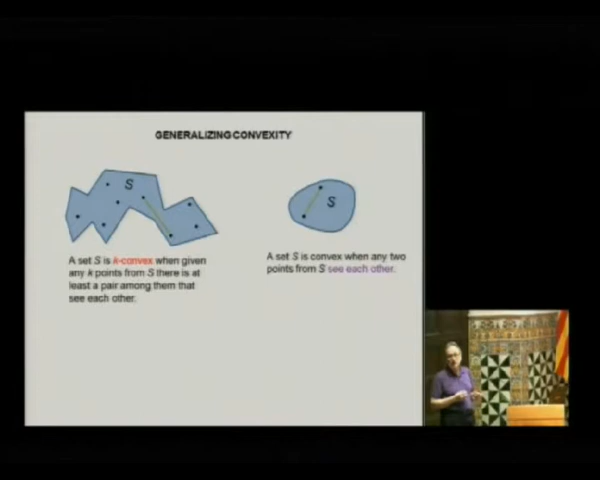 GENERALIZING CONVEXITY
S
S
A set S is k-convex when given
any k points from S there is at
least a pair among them that
see each other.
A set S is convex when any two
points from S see each other.